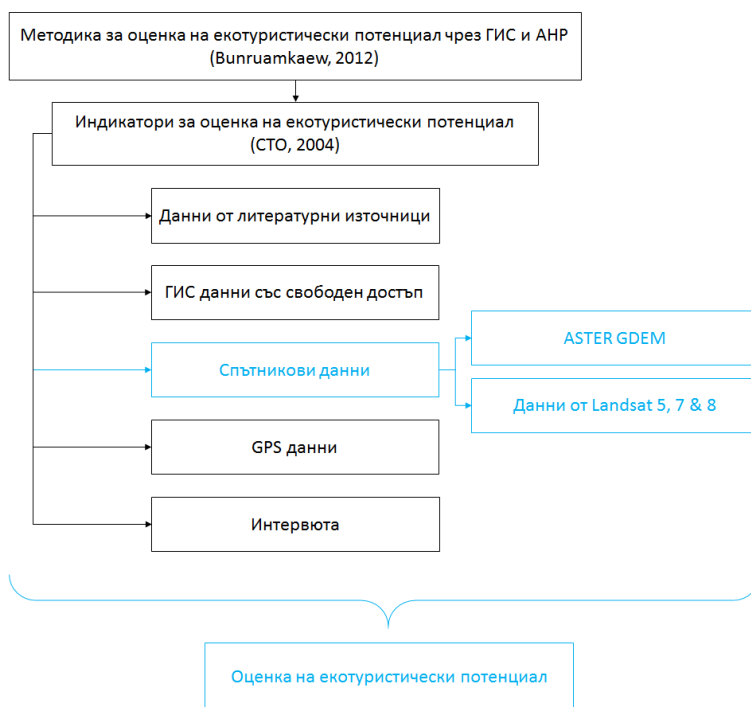 Методика за оценка на екотуристически потенциал чрез ГИС и АНР
(Bunruamkaew, 2012)
Индикатори за оценка на екотуристически потенциал
(СТО, 2004)
Данни от литературни източници
ГИС данни със свободен достъп
Спътникови данни
ASTER GDEM
Данни от Landsat 5, 7 & 8
GPS данни
Интервюта
Оценка на екотуристически потенциал